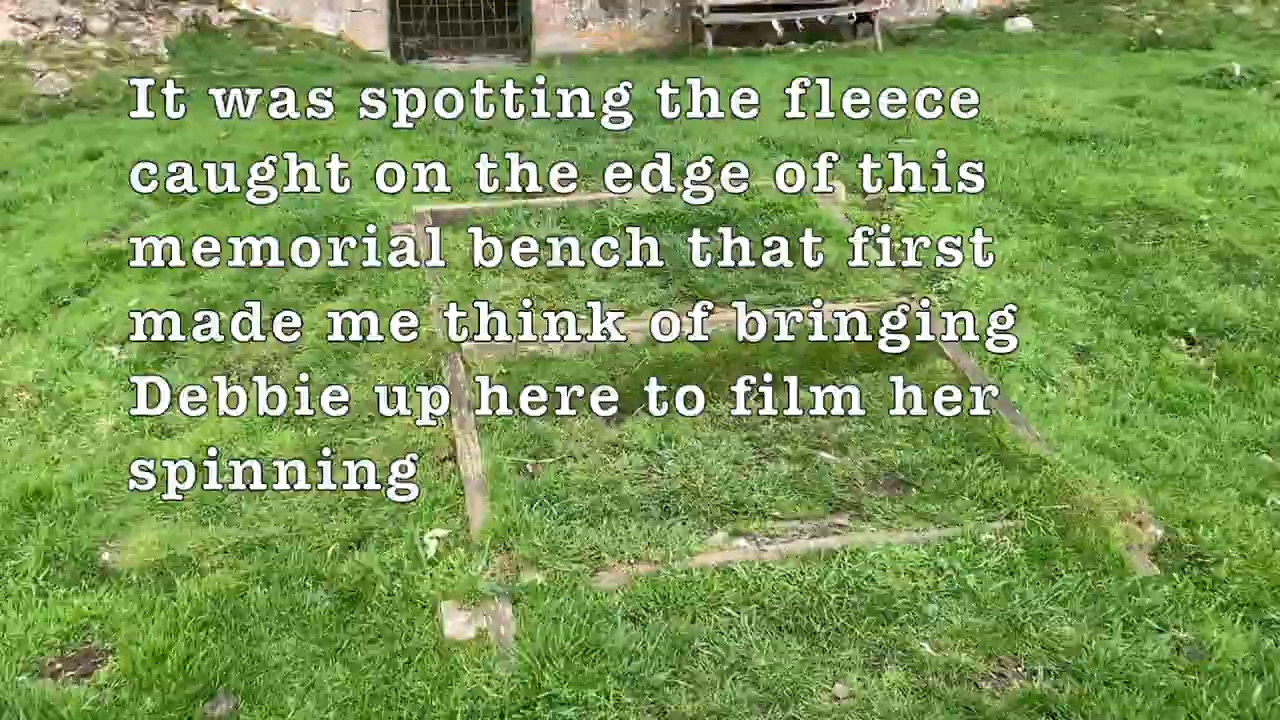 It was spotting the fleece
caught on the edge of this
memorial bench that first
made me think of bringing
Debbie up here to film her
spinning